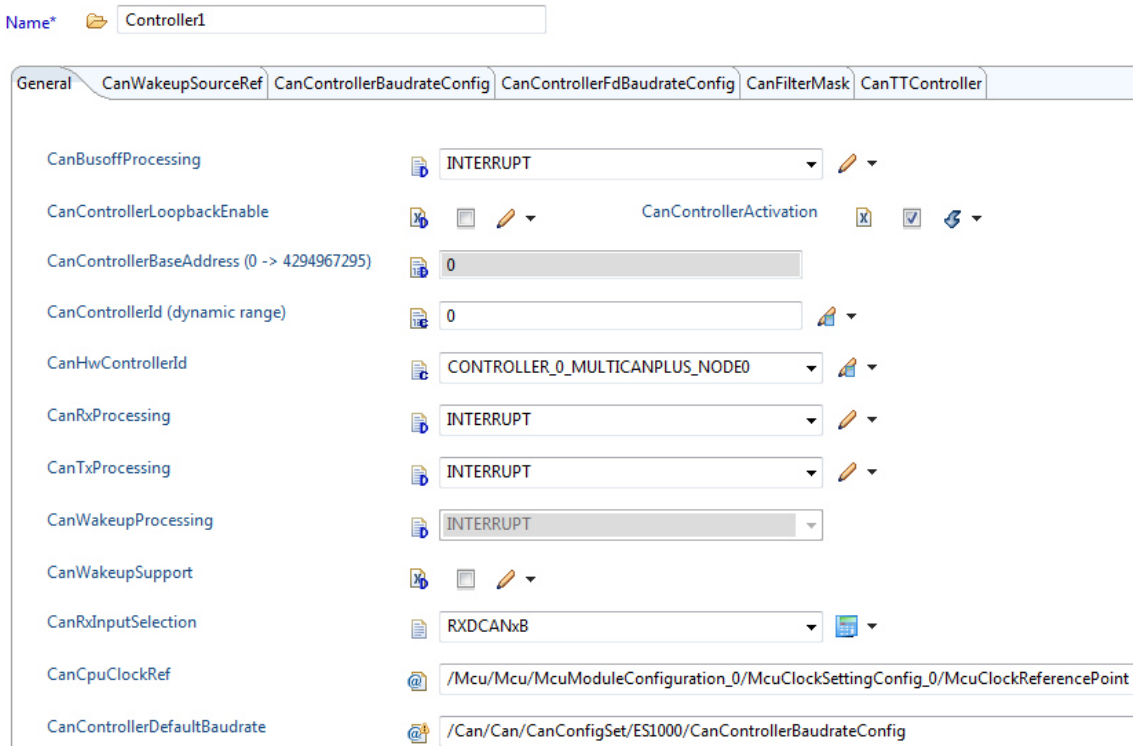 Name* Controller1
General CanWakeupSourceRef CanControllerBaudrateConfig CanControllerFdBaudrateConfig CanFilterMask CanTTController
CanBusoffProcessing INTERRUPT
CanControllerLoopbackEnable CanControllerActivation
CanControllerBaseAddress (0 -> 4294967295) 0
CanControllerId (dynamic range) 0
CanHwControllerId CONTROLLER_0_MULTICANPLUS_NODE0
CanRxProcessing INTERRUPT
CanTxProcessing INTERRUPT
CanWakeupProcessing INTERRUPT
CanWakeupSupport
CanRxInputSelection RXDCANxB
CanCpuClockRef /Mcu/Mcu/McuModuleConfiguration_0/McuClockSettingConfig_0/McuClockReferencePoint
CanControllerDefaultBaudrate /Can/Can/CanConfigSet/ES1000/CanControllerBaudrateConfig